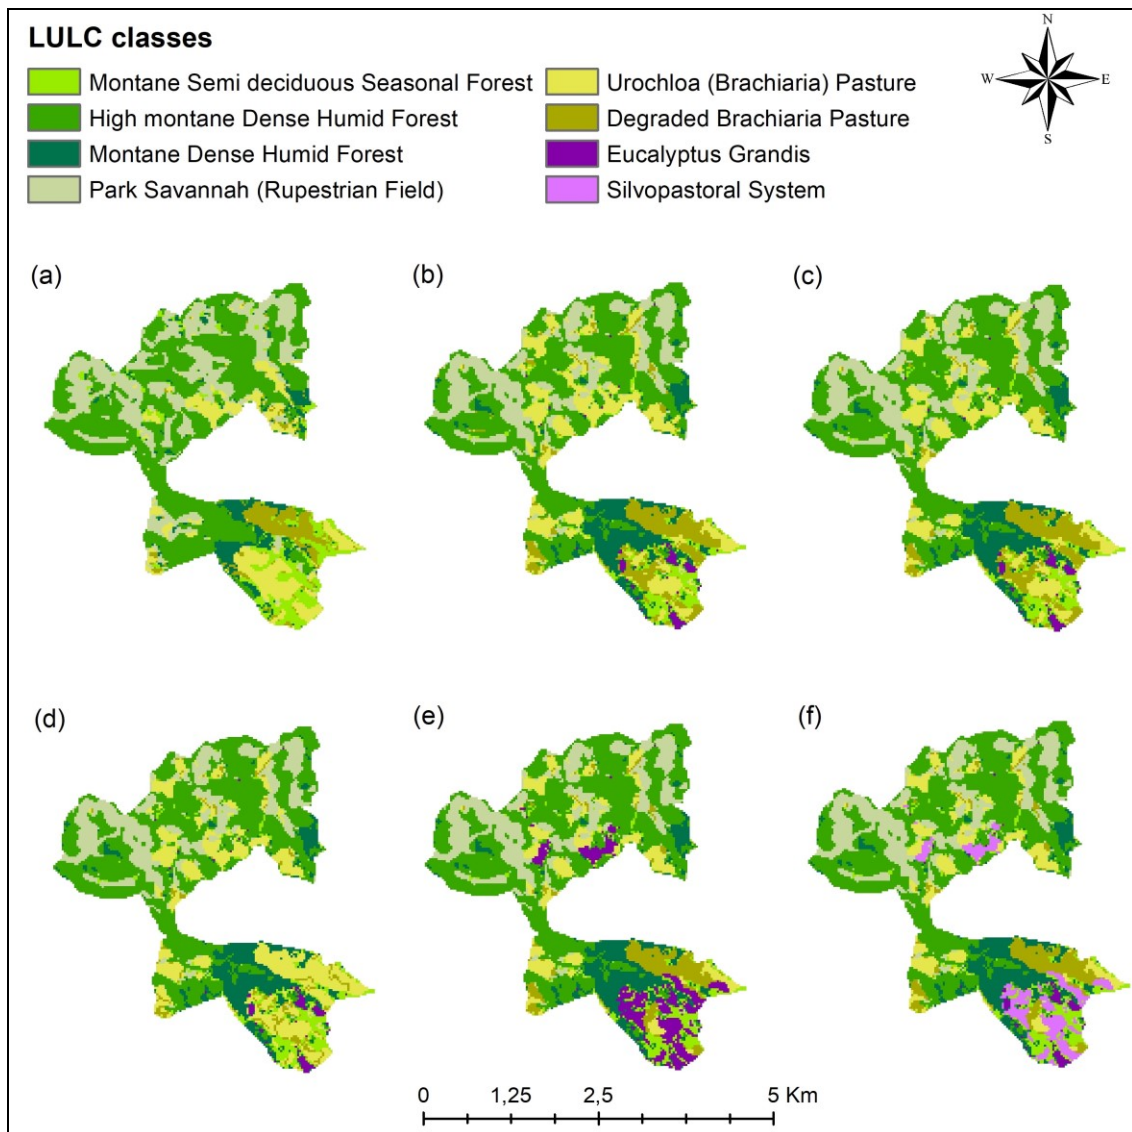 LULC classes
Montane Semi deciduous Seasonal Forest
High montane Dense Humid Forest
Montane Dense Humid Forest
Park Savannah (Rupestrian Field)
Urochloa (Brachiaria) Pasture
Degraded Brachiaria Pasture
Eucalyptus Grandis
Silvopastoral System
N
W E
S
(a) (b) (c)
(d) (e) (f)
0 1,25 2,5 5 Km